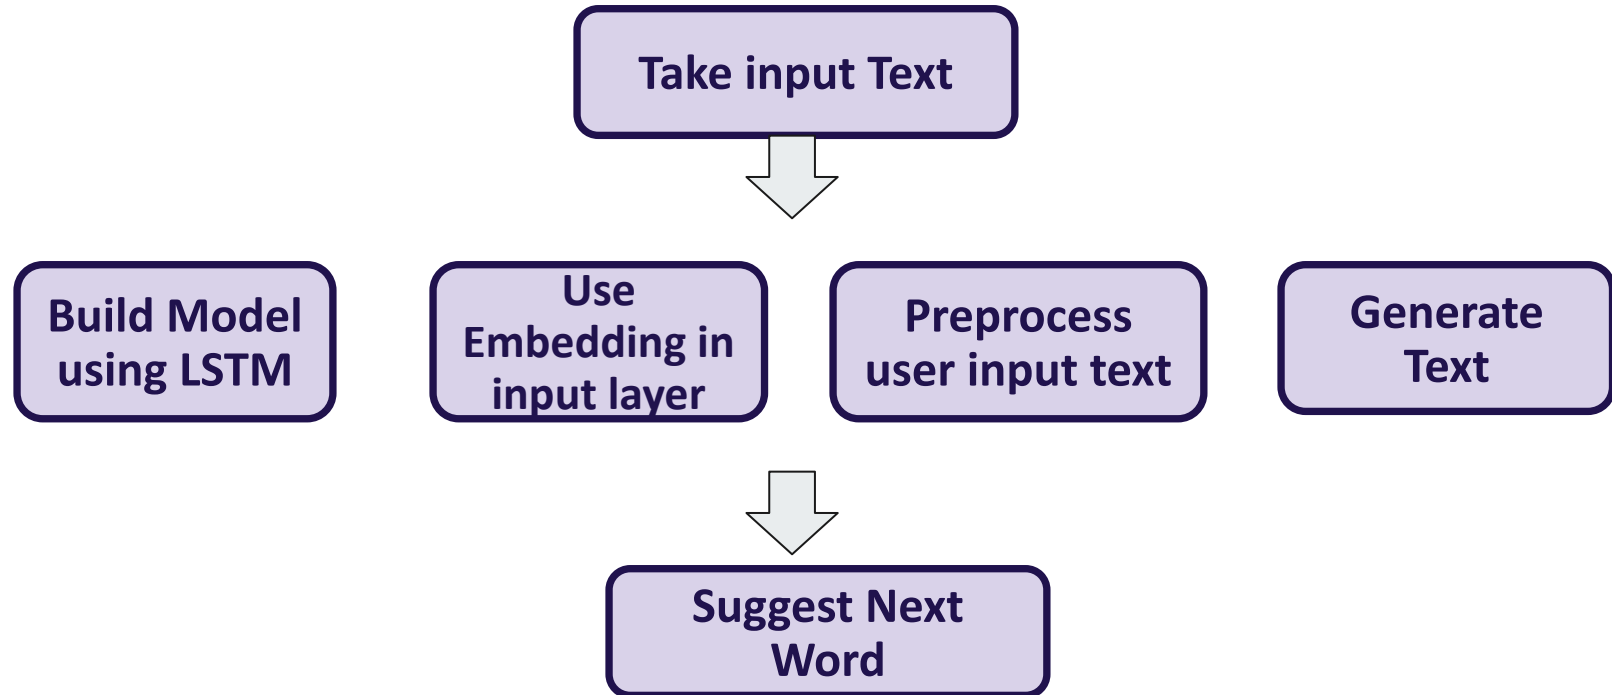 Take input Text
Build Model
using LSTM
Use
Embedding in
input layer
Preprocess
user input text
Generate
Text
Suggest Next
Word